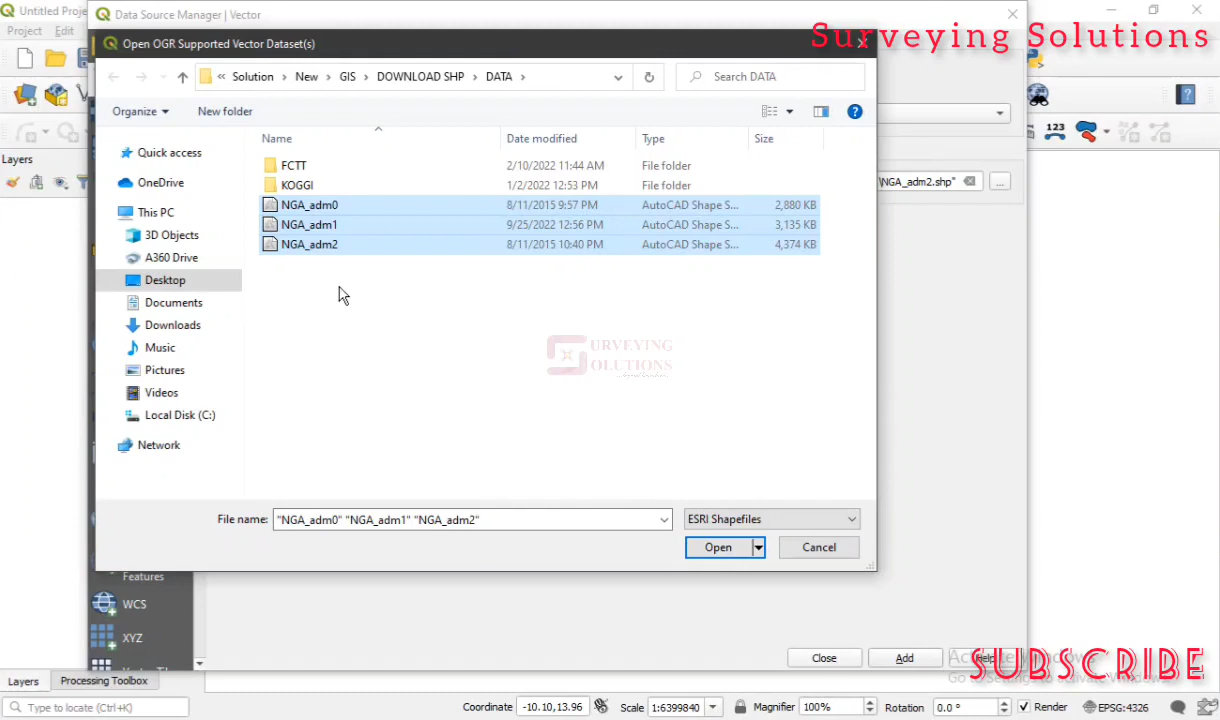 Untitled Proje
Data Source Manager | Vector
Surveying Solutions
Project Edit
Open OGR Supported Vector Dataset(s)
« Solution › New › GIS › DOWNLOAD SHP › DATA ›
Search DATA
Organize
New folder
Name
Date modified
Type
Size
Quick access
OneDrive
This PC
3D Objects
A360 Drive
Desktop
Documents
Downloads
Music
Pictures
Videos
Local Disk (C:)
Network
FCTT 2/10/2022 11:44 AM File folder
KOGGI 1/2/2022 12:53 PM File folder
NGA_adm0 8/11/2015 9:57 PM AutoCAD Shape S... 2,880 KB
NGA_adm1 9/25/2022 12:56 PM AutoCAD Shape S... 3,135 KB
NGA_adm2 8/11/2015 10:40 PM AutoCAD Shape S... 4,374 KB
\NGA_adm2.shp"
...
123
Layers
SURVEYING
SOLUTIONS
File name: "NGA_adm0" "NGA_adm1" "NGA_adm2"
ESRI Shapefiles
Open
Cancel
Features
WCS
XYZ
Close
Add
Help
Activate Windows
SUBSCRIBE
Layers
Processing Toolbox
Type to locate (Ctrl+K)
Coordinate -10.10,13.96
Scale 1:6399840
Magnifier 100%
Rotation 0.0 °
Render
EPSG:4326